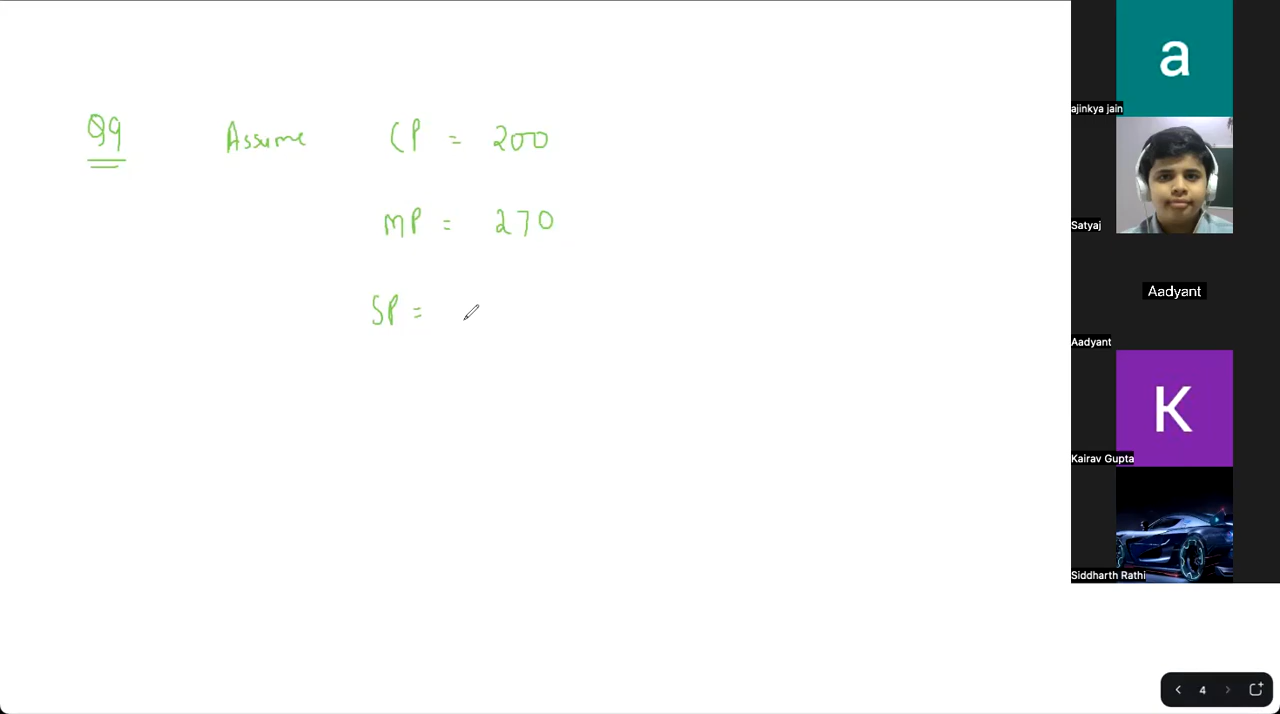 Q9 Assume CP = 200
MP = 270
SP =
a
ajinkya jain
Satyaj
Aadyant
Aadyant
K
Kairav Gupta
Siddharth Rathi
4